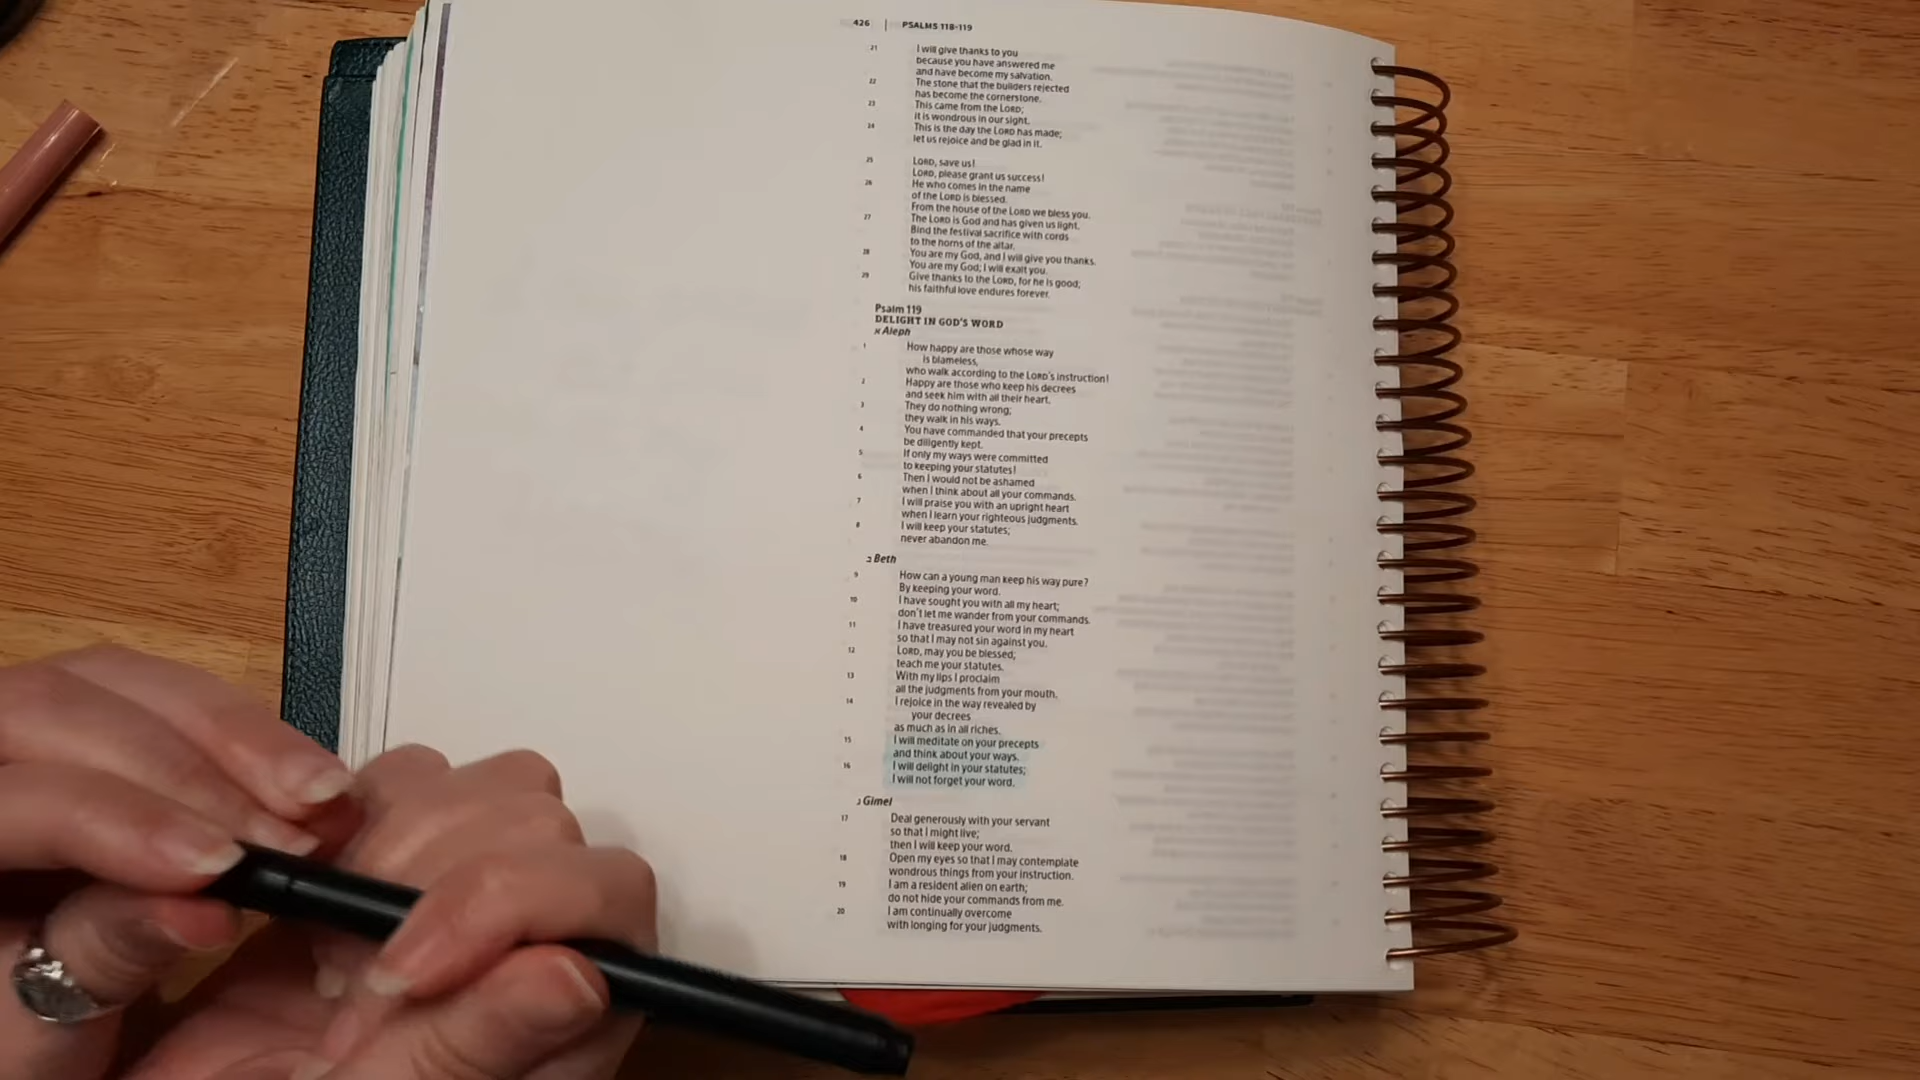 426 | PSALMS 118-119
21 I will give thanks to you
because you have answered me
and have become my salvation.
22 The stone that the builders rejected
has become the cornerstone.
23 This came from the LORD;
it is wondrous in our sight.
24 This is the day the LORD has made;
let us rejoice and be glad in it.
25 LORD, save us!
LORD, please grant us success!
26 He who comes in the name
of the LORD is blessed.
From the house of the LORD we bless you.
27 The LORD is God and has given us light.
Bind the festival sacrifice with cords
to the horns of the altar.
28 You are my God, and I will give you thanks.
You are my God; I will exalt you.
29 Give thanks to the LORD, for he is good;
his faithful love endures forever.
Psalm 119
DELIGHT IN GOD'S WORD
א Aleph
1 How happy are those whose way
is blameless,
who walk according to the LORD's instruction!
2 Happy are those who keep his decrees
and seek him with all their heart.
3 They do nothing wrong;
they walk in his ways.
4 You have commanded that your precepts
be diligently kept.
5 If only my ways were committed
to keeping your statutes!
6 Then I would not be ashamed
when I think about all your commands.
7 I will praise you with an upright heart
when I learn your righteous judgments.
8 I will keep your statutes;
never abandon me.
ב Beth
9 How can a young man keep his way pure?
By keeping your word.
10 I have sought you with all my heart;
don't let me wander from your commands.
11 I have treasured your word in my heart
so that I may not sin against you.
12 LORD, may you be blessed;
teach me your statutes.
13 With my lips I proclaim
all the judgments from your mouth.
14 I rejoice in the way revealed by
your decrees
as much as in all riches.
15 I will meditate on your precepts
and think about your ways.
16 I will delight in your statutes;
I will not forget your word.
ג Gimel
17 Deal generously with your servant
so that I might live;
then I will keep your word.
18 Open my eyes so that I may contemplate
wondrous things from your instruction.
19 I am a resident alien on earth;
do not hide your commands from me.
20 I am continually overcome
with longing for your judgments.